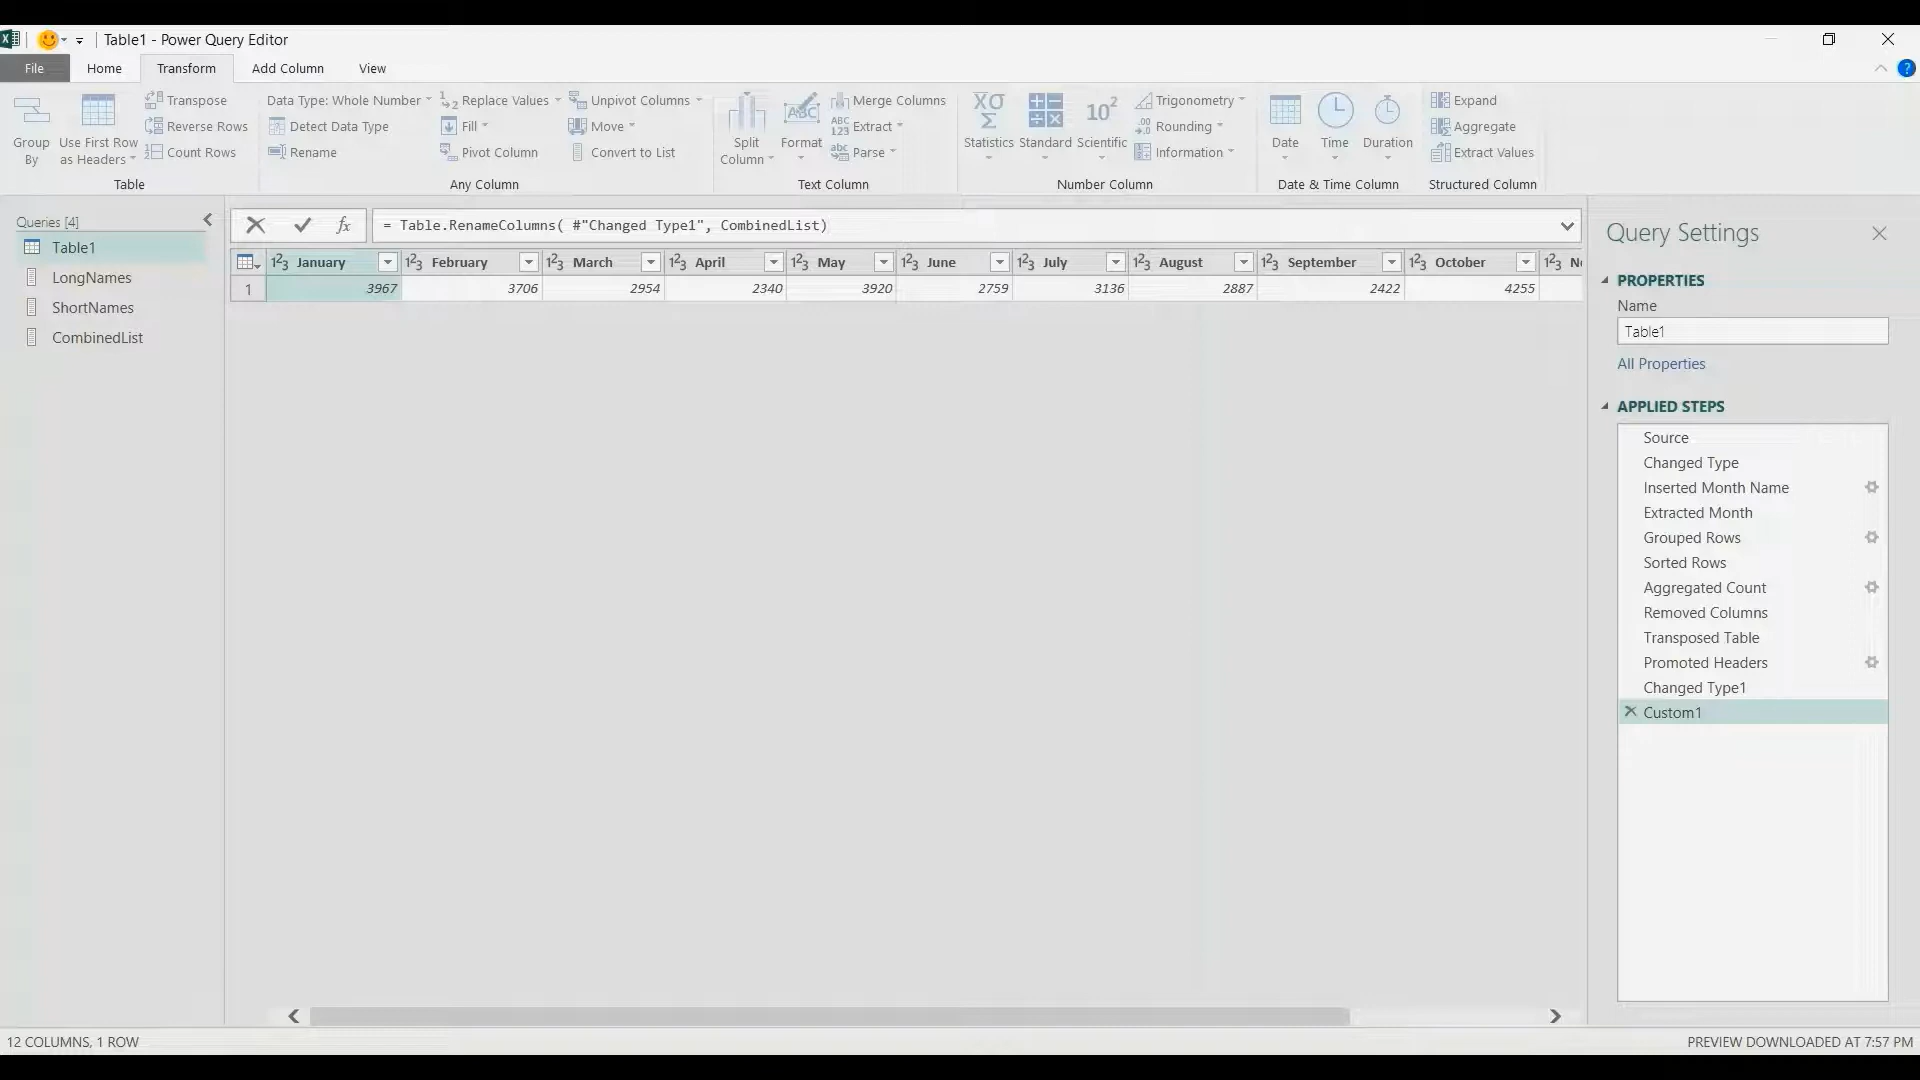 Table1 - Power Query Editor
File Home Transform Add Column View
Group By
Use First Row as Headers
Transpose
Reverse Rows
Count Rows
Table
Data Type: Whole Number
Detect Data Type
Rename
Replace Values
Fill
Pivot Column
Unpivot Columns
Move
Convert to List
Any Column
Split Column
Format
Merge Columns
Extract
Parse
Text Column
Statistics
Standard
Scientific
Trigonometry
Rounding
Information
Number Column
Date
Time
Duration
Date & Time Column
Expand
Aggregate
Extract Values
Structured Column
Queries [4]
Table1
LongNames
ShortNames
CombinedList
= Table.RenameColumns( #"Changed Type1", CombinedList)
January February March April May June July August September October
1 3967 3706 2954 2340 3920 2759 3136 2887 2422 4255
Query Settings
PROPERTIES
Name
Table1
All Properties
APPLIED STEPS
Source
Changed Type
Inserted Month Name
Extracted Month
Grouped Rows
Sorted Rows
Aggregated Count
Removed Columns
Transposed Table
Promoted Headers
Changed Type1
Custom1
12 COLUMNS, 1 ROW
PREVIEW DOWNLOADED AT 7:57 PM